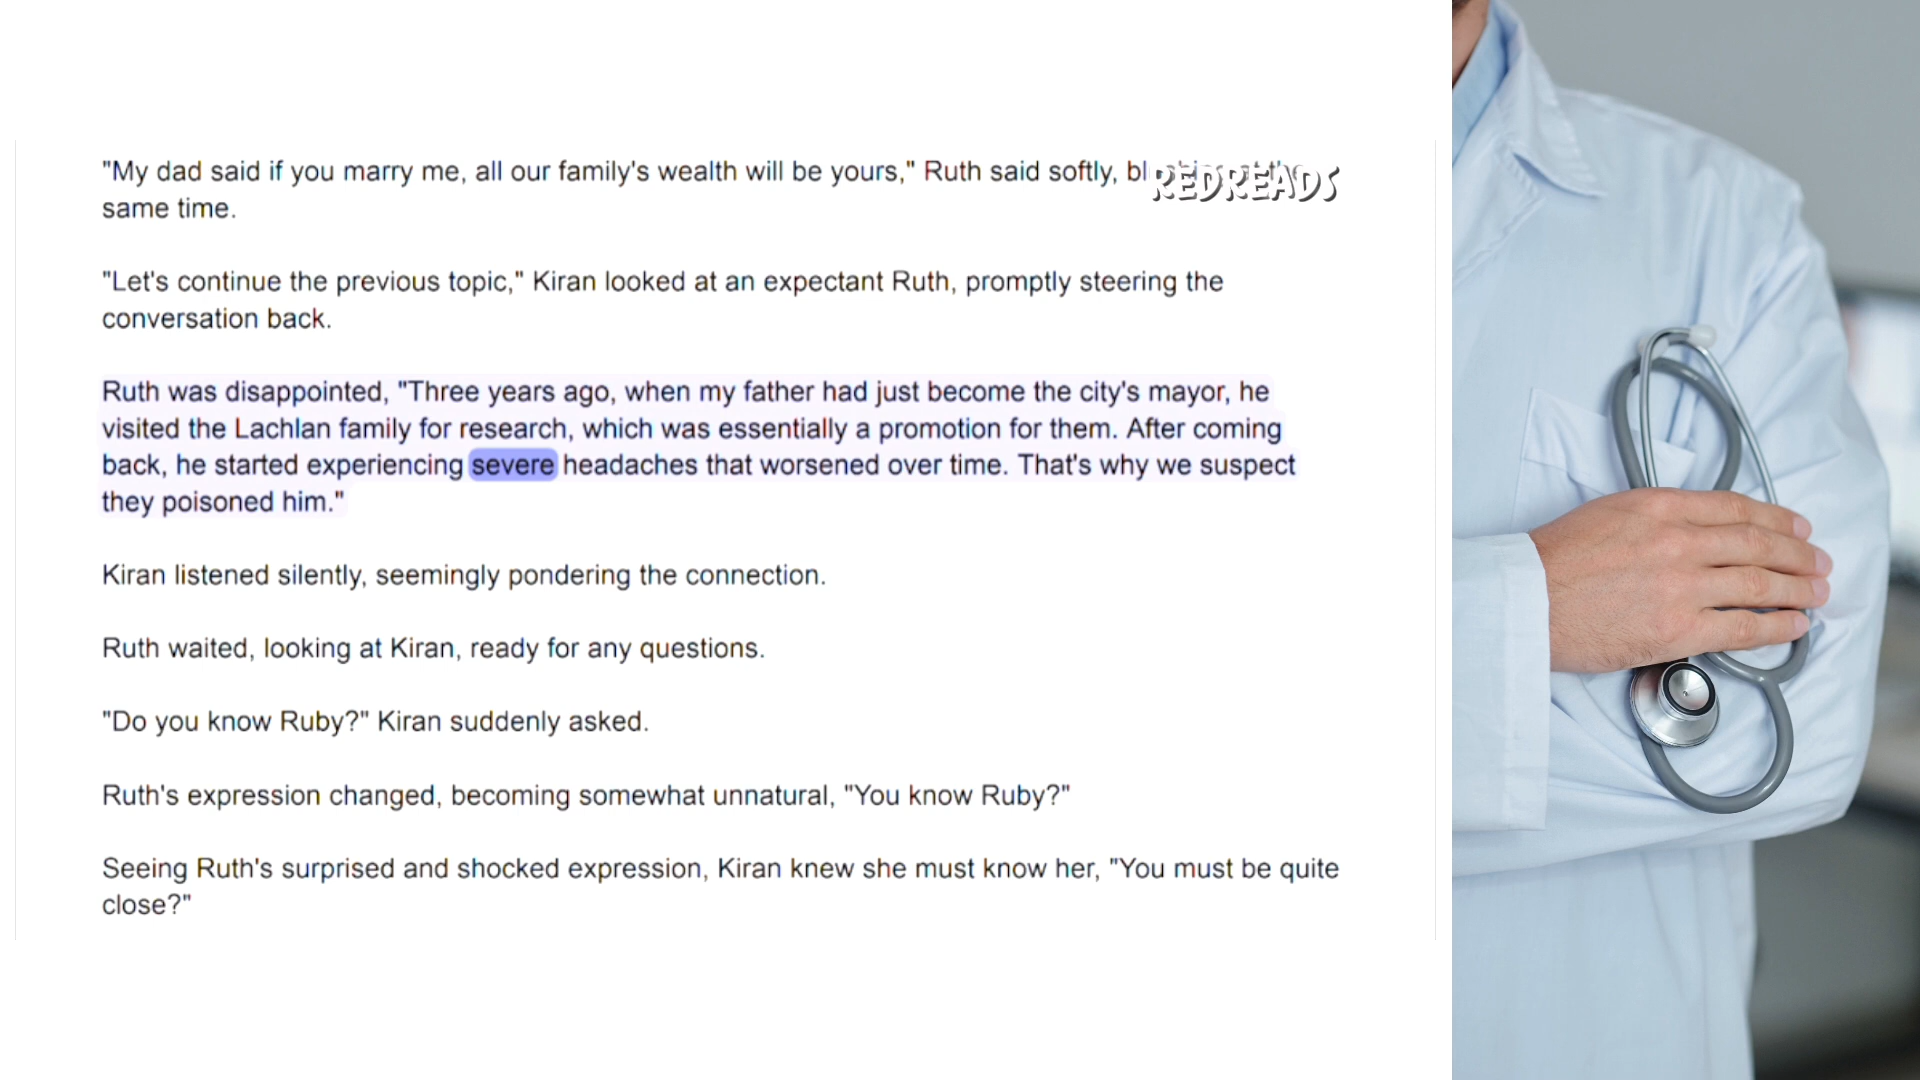 "My dad said if you marry me, all our family's wealth will be yours," Ruth said softly,
REDREADS
same time.
"Let's continue the previous topic," Kiran looked at an expectant Ruth, promptly steering the
conversation back.
Ruth was disappointed, "Three years ago, when my father had just become the city's mayor, he
visited the Lachlan family for research, which was essentially a promotion for them. After coming
back, he started experiencing severe headaches that worsened over time. That's why we suspect
they poisoned him."
Kiran listened silently, seemingly pondering the connection.
Ruth waited, looking at Kiran, ready for any questions.
"Do you know Ruby?" Kiran suddenly asked.
Ruth's expression changed, becoming somewhat unnatural, "You know Ruby?"
Seeing Ruth's surprised and shocked expression, Kiran knew she must know her, "You must be quite
close?"